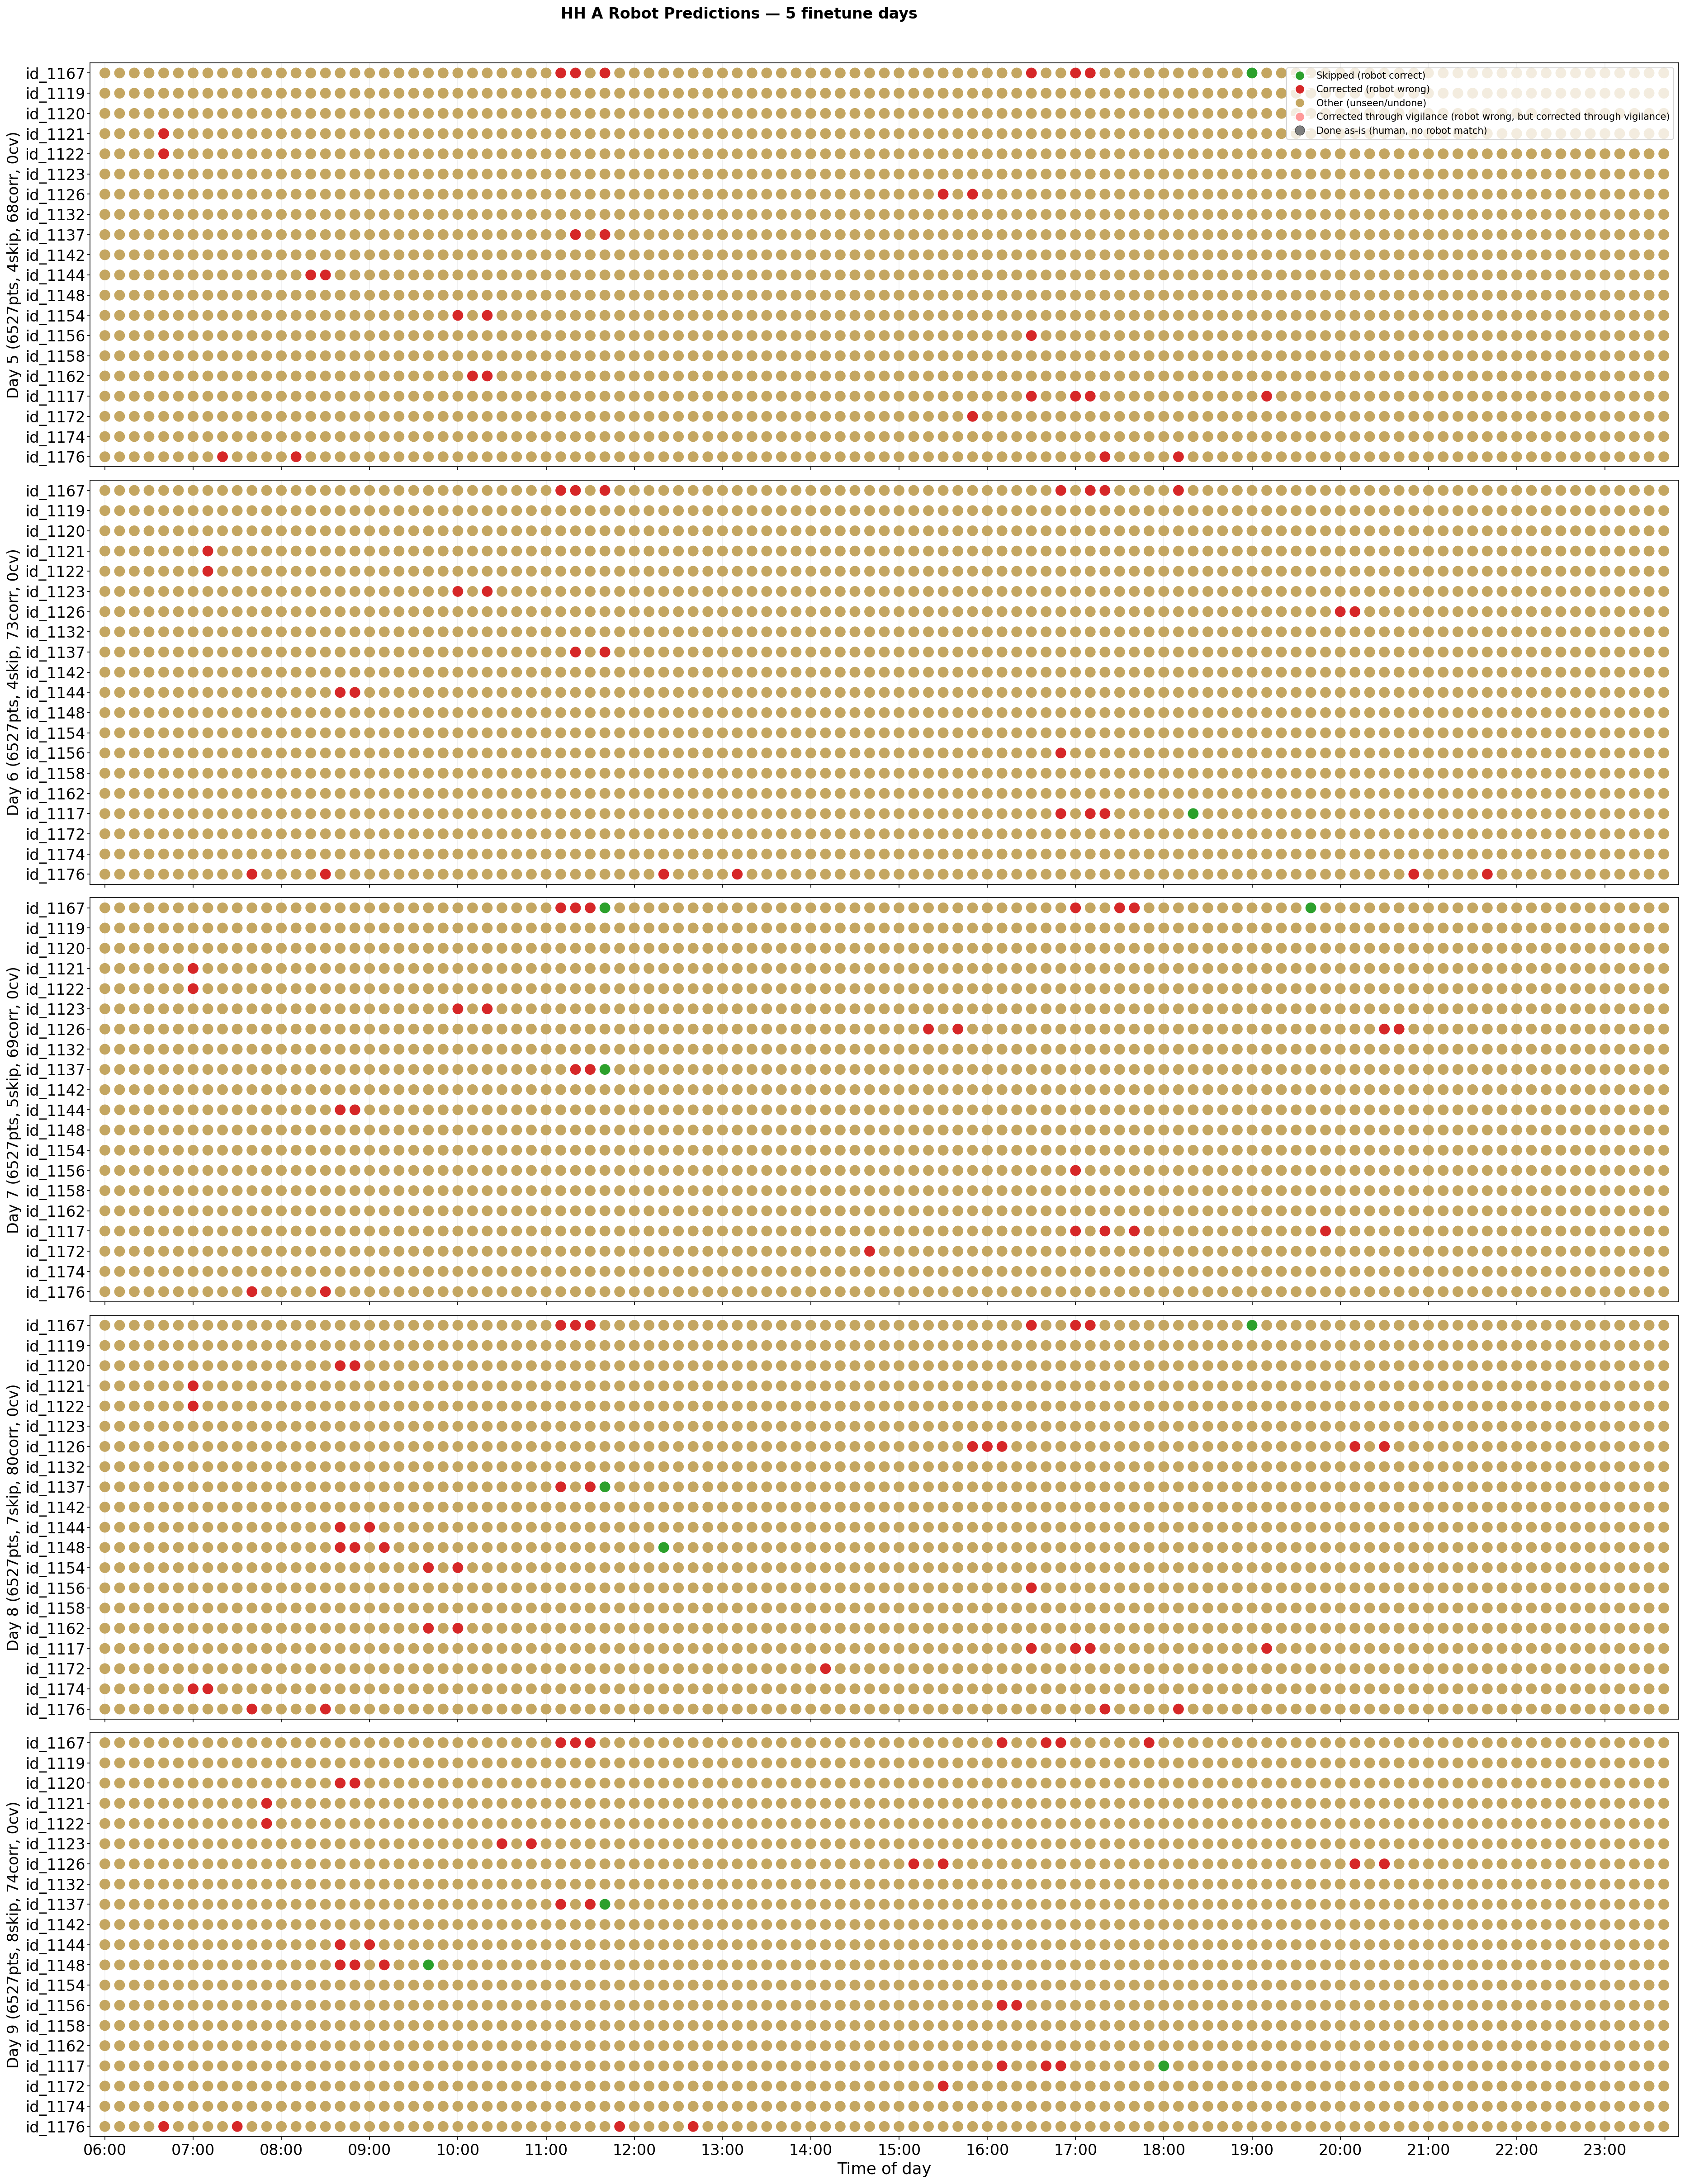 HH A Robot Predictions — 5 finetune days
Day 5 (6527pts, 4skip, 68corr, 0cv)
id_1167
id_1119
id_1120
id_1121
id_1122
id_1123
id_1126
id_1132
id_1137
id_1142
id_1144
id_1148
id_1154
id_1156
id_1158
id_1162
id_1117
id_1172
id_1174
id_1176
Skipped (robot correct)
Corrected (robot wrong)
Other (unseen/undone)
Corrected through vigilance (robot wrong, but corrected through vigilance)
Done as-is (human, no robot match)
Day 6 (6527pts, 4skip, 73corr, 0cv)
id_1167
id_1119
id_1120
id_1121
id_1122
id_1123
id_1126
id_1132
id_1137
id_1142
id_1144
id_1148
id_1154
id_1156
id_1158
id_1162
id_1117
id_1172
id_1174
id_1176
Day 7 (6527pts, 5skip, 69corr, 0cv)
id_1167
id_1119
id_1120
id_1121
id_1122
id_1123
id_1126
id_1132
id_1137
id_1142
id_1144
id_1148
id_1154
id_1156
id_1158
id_1162
id_1117
id_1172
id_1174
id_1176
Day 8 (6527pts, 7skip, 80corr, 0cv)
id_1167
id_1119
id_1120
id_1121
id_1122
id_1123
id_1126
id_1132
id_1137
id_1142
id_1144
id_1148
id_1154
id_1156
id_1158
id_1162
id_1117
id_1172
id_1174
id_1176
Day 9 (6527pts, 8skip, 74corr, 0cv)
id_1167
id_1119
id_1120
id_1121
id_1122
id_1123
id_1126
id_1132
id_1137
id_1142
id_1144
id_1148
id_1154
id_1156
id_1158
id_1162
id_1117
id_1172
id_1174
id_1176
06:00 07:00 08:00 09:00 10:00 11:00 12:00 13:00 14:00 15:00 16:00 17:00 18:00 19:00 20:00 21:00 22:00 23:00
Time of day